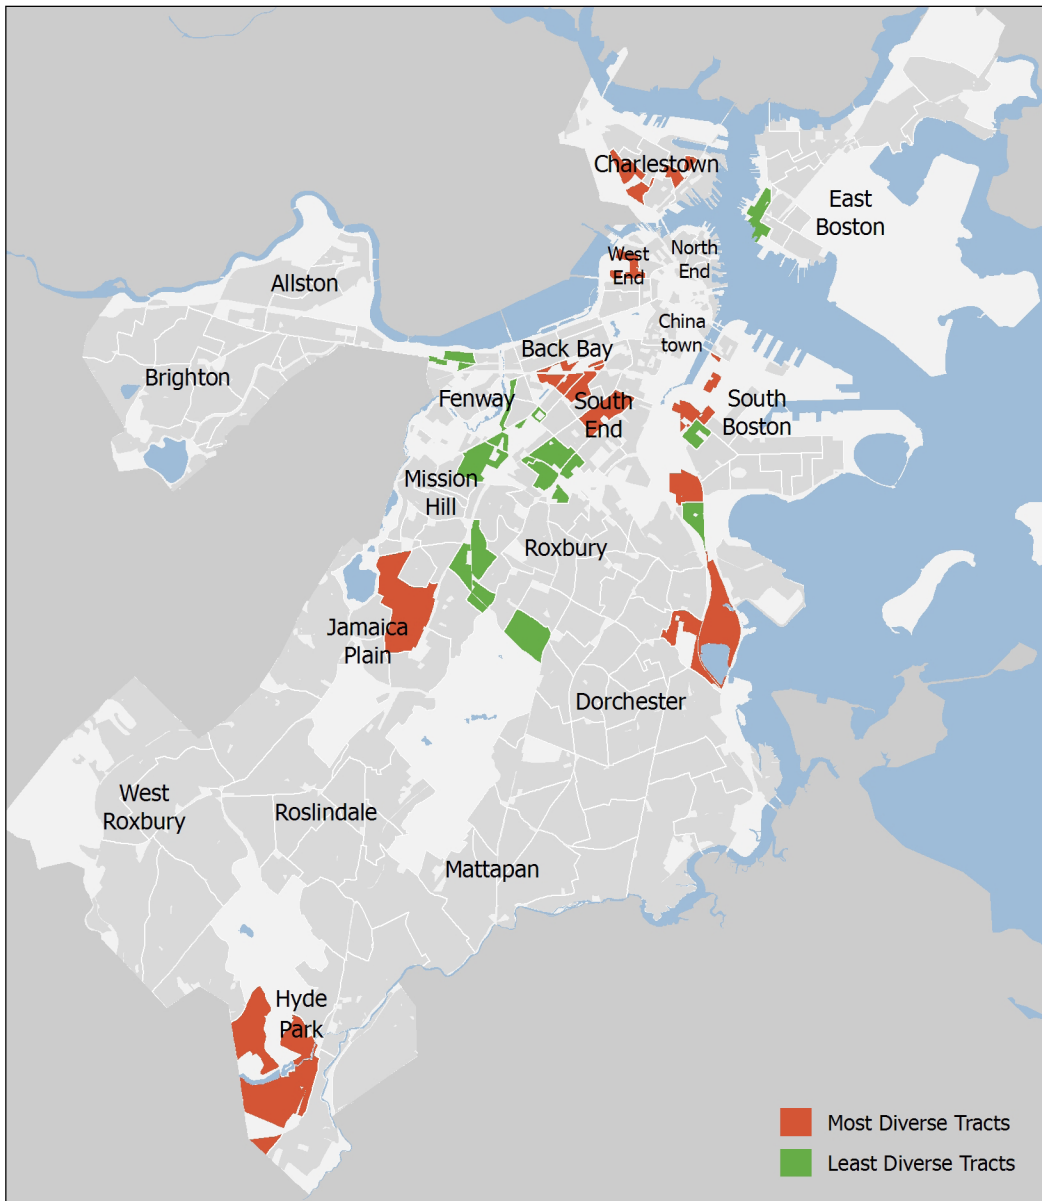 Charlestown
East
Boston
West
End
North
End
Allston
China
town
Back Bay
Brighton
Fenway
South
End
South
Boston
Mission
Hill
Roxbury
Jamaica
Plain
Dorchester
West
Roxbury
Roslindale
Mattapan
Hyde
Park
Most Diverse Tracts
Least Diverse Tracts